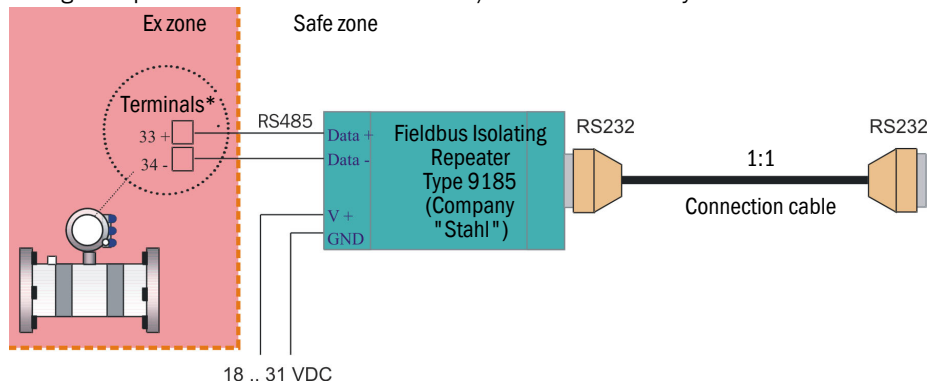 Ex zone
Safe zone
Terminals*
33 +
34 -
RS485
Data +
Data -
V +
GND
Fieldbus Isolating
Repeater
Type 9185
(Company
"Stahl")
RS232
1:1
Connection cable
RS232
18 .. 31 VDC